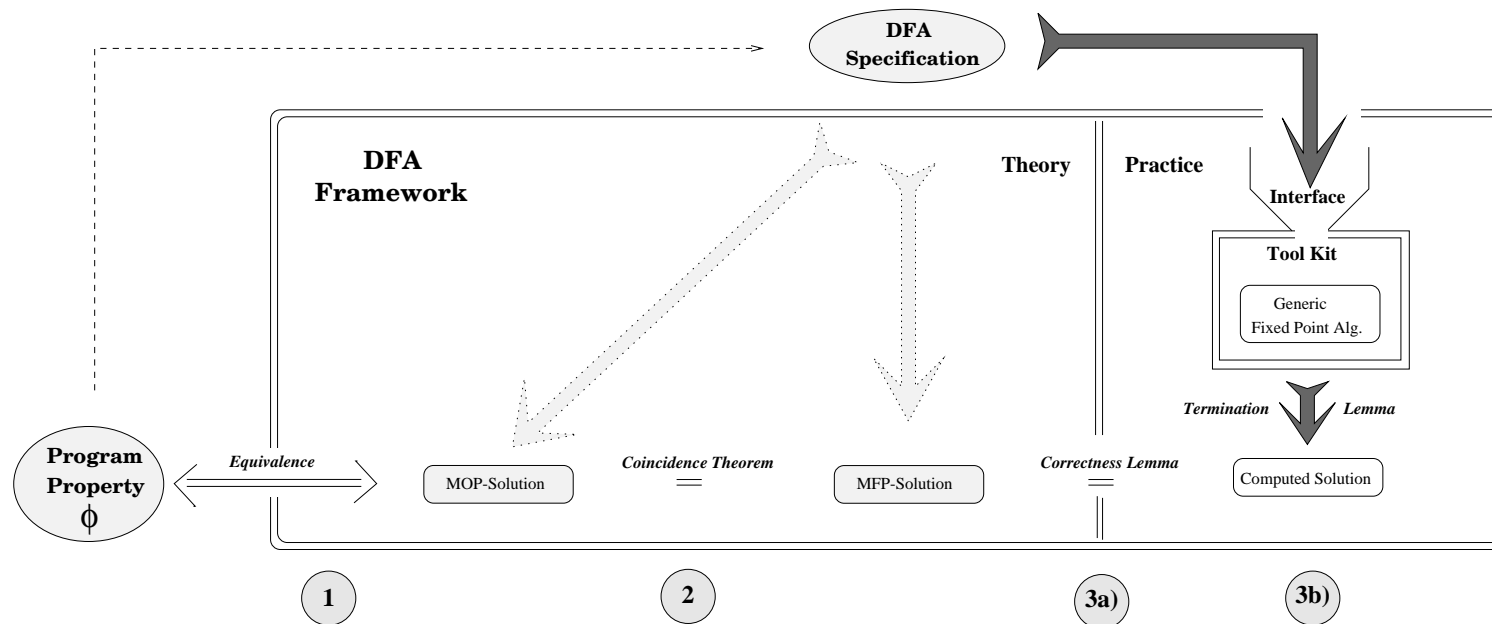 DFA
Specification
DFA
Framework
Theory
Practice
Interface
Tool Kit
Generic
Fixed Point Alg.
Termination
Lemma
Program
Property
ϕ
Equivalence
MOP-Solution
Coincidence Theorem
=
MFP-Solution
Correctness Lemma
=
Computed Solution
1
2
3a)
3b)